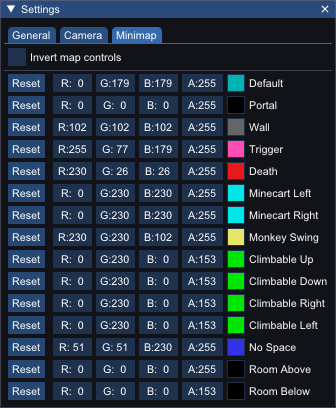 Settings
General Camera Minimap
Invert map controls
Reset R: 0 G:179 B:179 A:255 Default
Reset R: 0 G: 0 B: 0 A:255 Portal
Reset R:102 G:102 B:102 A:255 Wall
Reset R:255 G: 77 B:179 A:255 Trigger
Reset R:230 G: 26 B: 26 A:255 Death
Reset R: 0 G:230 B:230 A:255 Minecart Left
Reset R: 0 G:230 B:230 A:255 Minecart Right
Reset R:230 G:230 B:102 A:255 Monkey Swing
Reset R: 0 G:230 B: 0 A:153 Climbable Up
Reset R: 0 G:230 B: 0 A:153 Climbable Down
Reset R: 0 G:230 B: 0 A:153 Climbable Right
Reset R: 0 G:230 B: 0 A:153 Climbable Left
Reset R: 51 G: 51 B:230 A:255 No Space
Reset R: 0 G: 0 B: 0 A:255 Room Above
Reset R: 0 G: 0 B: 0 A:153 Room Below